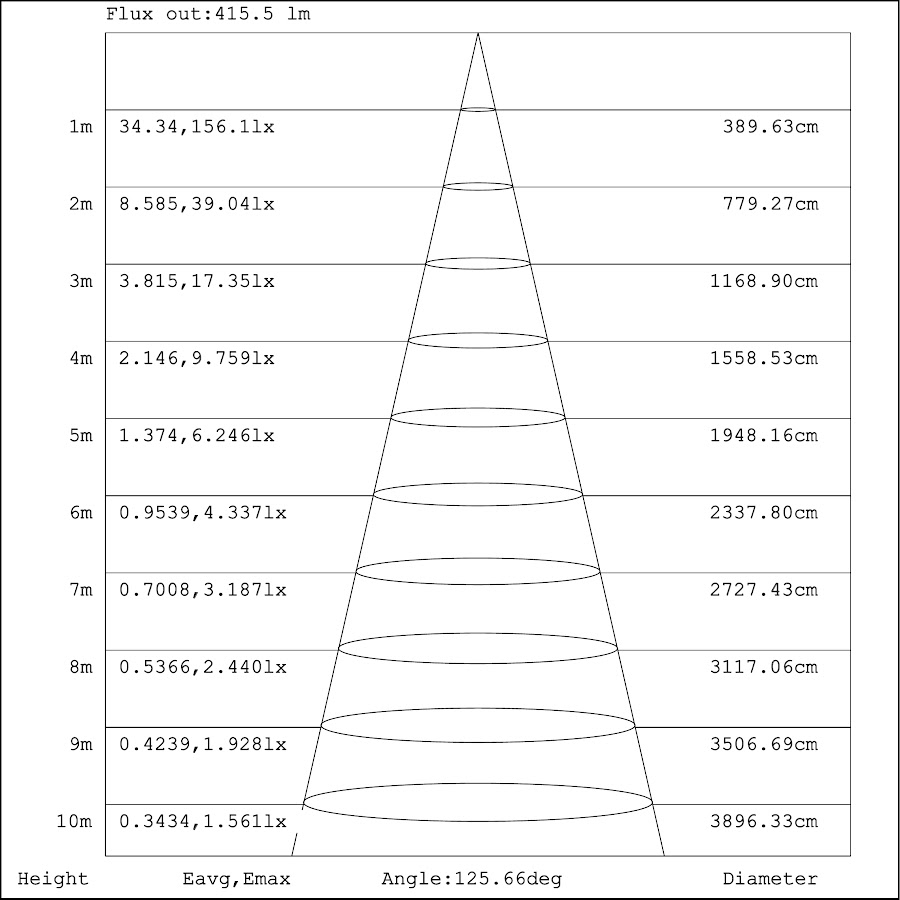 Flux out:415.5 lm
1m 34.34,156.1lx 389.63cm
2m 8.585,39.04lx 779.27cm
3m 3.815,17.35lx 1168.90cm
4m 2.146,9.759lx 1558.53cm
5m 1.374,6.246lx 1948.16cm
6m 0.9539,4.337lx 2337.80cm
7m 0.7008,3.187lx 2727.43cm
8m 0.5366,2.440lx 3117.06cm
9m 0.4239,1.928lx 3506.69cm
10m 0.3434,1.561lx 3896.33cm
Height Eavg,Emax Angle:125.66deg Diameter